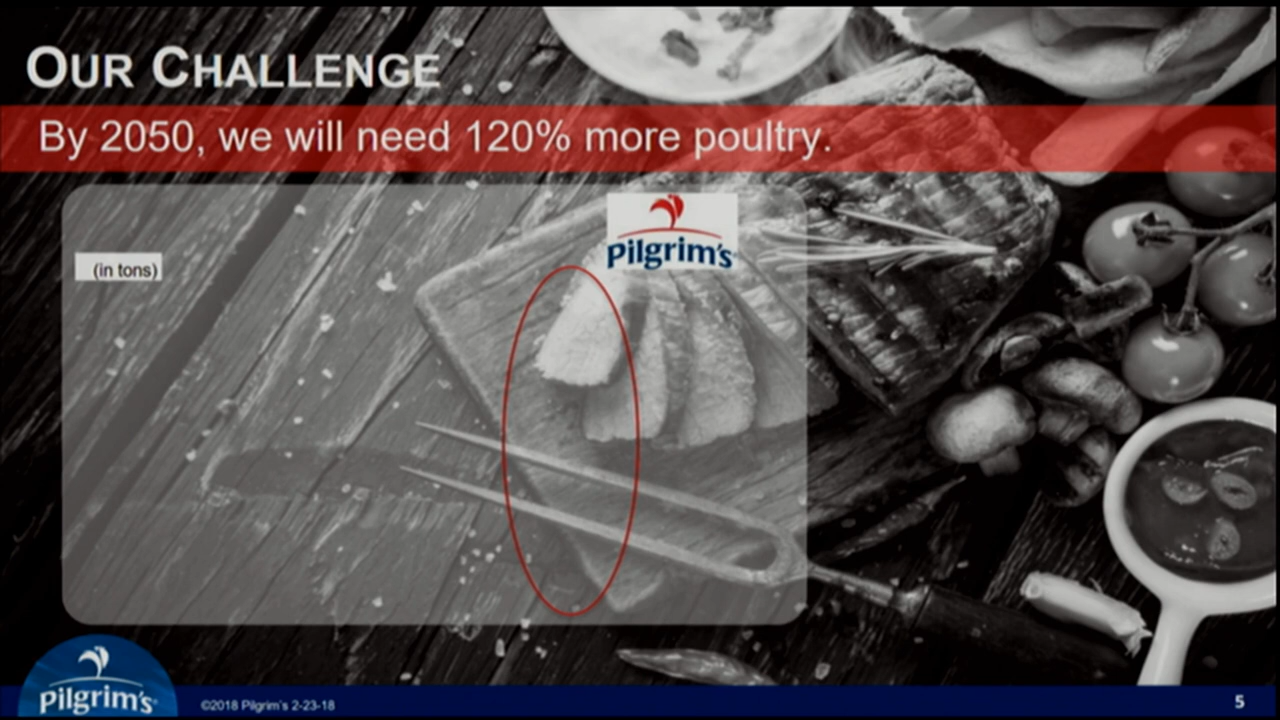 OUR CHALLENGE
By 2050, we will need 120% more poultry.
Pilgrim's
(in tons)
Pilgrim's
©2018 Pilgrim's 2-23-18
5